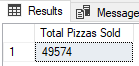 Results Message
Total Pizzas Sold
1 49574